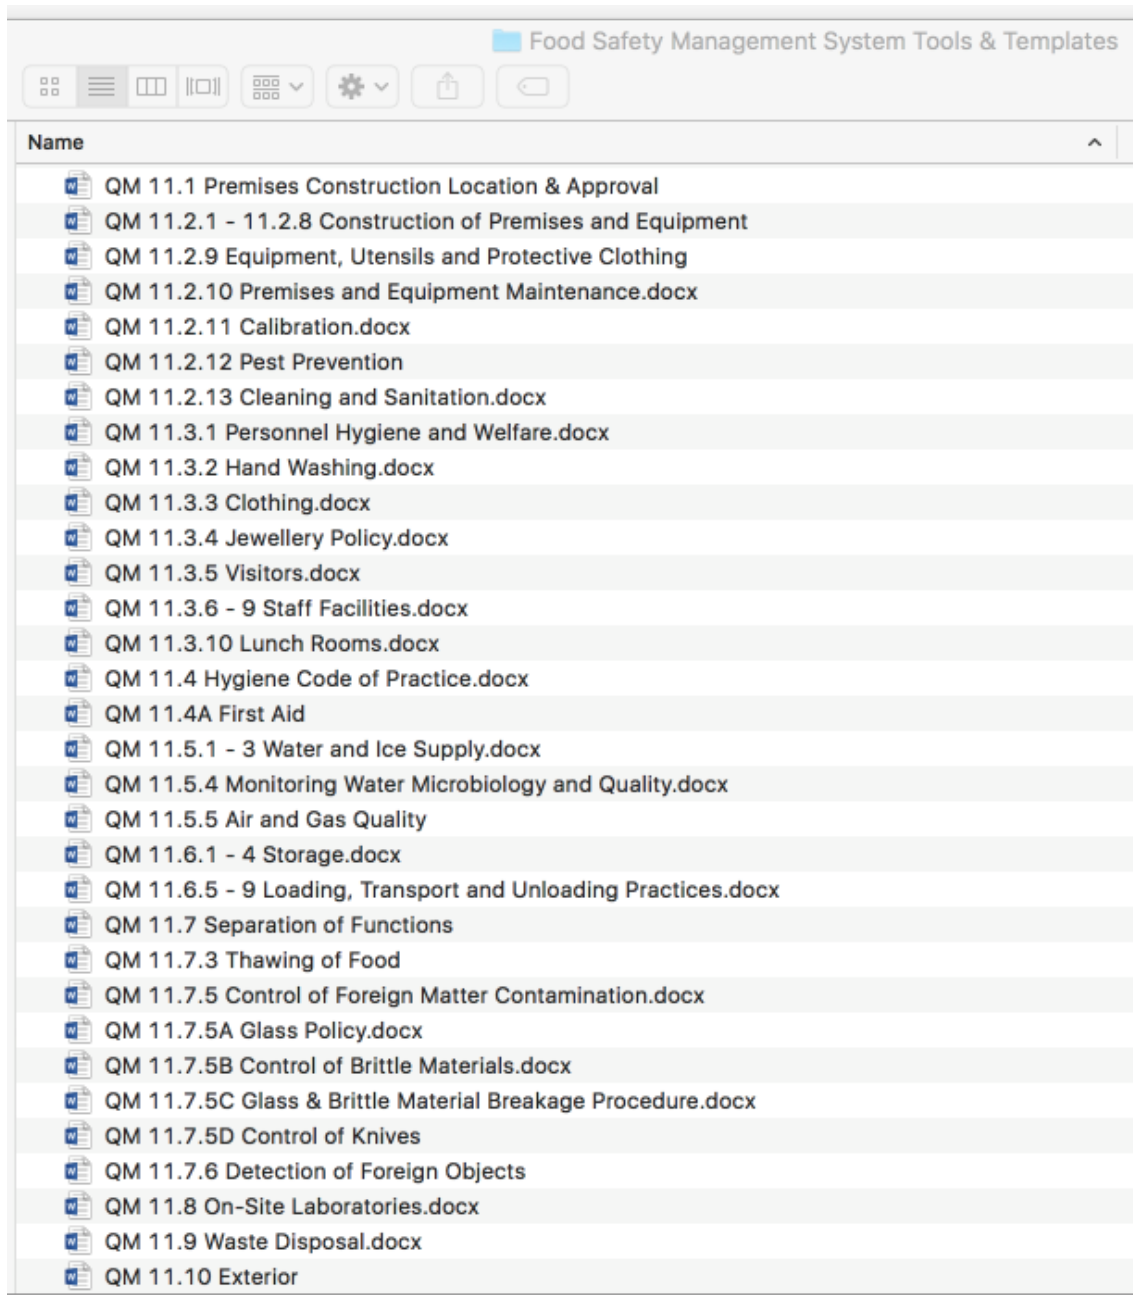 Food Safety Management System Tools & Templates
Name
QM 11.1 Premises Construction Location & Approval
QM 11.2.1 - 11.2.8 Construction of Premises and Equipment
QM 11.2.9 Equipment, Utensils and Protective Clothing
QM 11.2.10 Premises and Equipment Maintenance.docx
QM 11.2.11 Calibration.docx
QM 11.2.12 Pest Prevention
QM 11.2.13 Cleaning and Sanitation.docx
QM 11.3.1 Personnel Hygiene and Welfare.docx
QM 11.3.2 Hand Washing.docx
QM 11.3.3 Clothing.docx
QM 11.3.4 Jewellery Policy.docx
QM 11.3.5 Visitors.docx
QM 11.3.6 - 9 Staff Facilities.docx
QM 11.3.10 Lunch Rooms.docx
QM 11.4 Hygiene Code of Practice.docx
QM 11.4A First Aid
QM 11.5.1 - 3 Water and Ice Supply.docx
QM 11.5.4 Monitoring Water Microbiology and Quality.docx
QM 11.5.5 Air and Gas Quality
QM 11.6.1 - 4 Storage.docx
QM 11.6.5 - 9 Loading, Transport and Unloading Practices.docx
QM 11.7 Separation of Functions
QM 11.7.3 Thawing of Food
QM 11.7.5 Control of Foreign Matter Contamination.docx
QM 11.7.5A Glass Policy.docx
QM 11.7.5B Control of Brittle Materials.docx
QM 11.7.5C Glass & Brittle Material Breakage Procedure.docx
QM 11.7.5D Control of Knives
QM 11.7.6 Detection of Foreign Objects
QM 11.8 On-Site Laboratories.docx
QM 11.9 Waste Disposal.docx
QM 11.10 Exterior